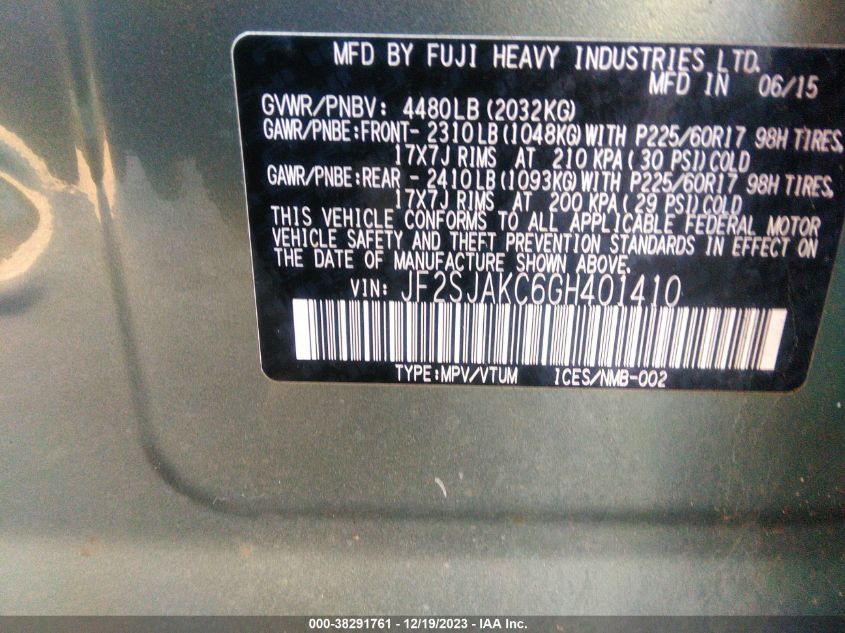 MFD BY FUJI HEAVY INDUSTRIES LTD.
MFD IN 06/15
GVWR/PNBV: 4480LB (2032KG)
GAWR/PNBE:FRONT- 2310LB (1048KG) WITH P225/60R17 98H TIRES,
17X7J RIMS AT 210 KPA ( 30 PSI) COLD
GAWR/PNBE:REAR - 2410LB (1093KG) WITH P225/60R17 98H TIRES,
17X7J RIMS AT 200 KPA (29 PSI) COLD
THIS VEHICLE CONFORMS TO ALL APPLICABLE FEDERAL MOTOR
VEHICLE SAFETY AND THEFT PREVENTION STANDARDS IN EFFECT ON
THE DATE OF MANUFACTURE SHOWN ABOVE.
VIN: JF2SJAKC6GH401410
TYPE:MPV/VTUM ICES/NMB-002
000-38291761 - 12/19/2023 - IAA Inc.